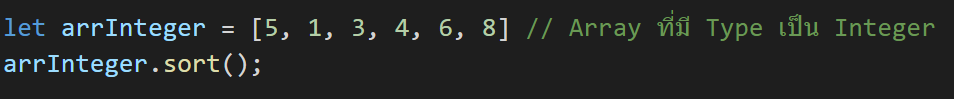 let arrInteger = [5, 1, 3, 4, 6, 8] // Array ที่มี Type เป็น Integer
arrInteger.sort();